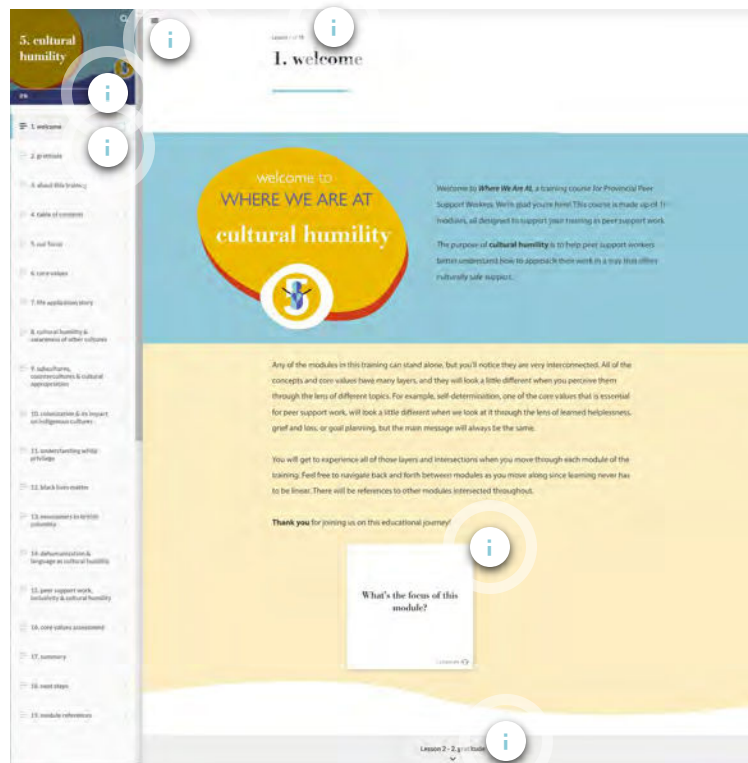 5. cultural
humility
1. welcome
2. gratitude
3. about this training
4. table of contents
5. our focus
6. core values
7. life application story
8. cultural humility &
awareness of other cultures
9. subcultures,
countercultures & cultural
appropriation
10. colonization & its impact
on indigenous cultures
11. understanding white
privilege
12. black lives matter
13. newcomers to british
columbia
14. dehumanization &
language as cultural humility
15. peer support work,
inclusivity & cultural humility
16. core values assessment
17. summary
18. next steps
19. module references
i
i
i
i
Lesson 1 of 19
1. welcome
welcome to
WHERE WE ARE AT
cultural humility
5
Welcome to Where We Are At, a training course for Provincial Peer
Support Workers. We're glad you're here! This course is made up of 11
modules, all designed to support your training in peer support work.
The purpose of cultural humility is to help peer support workers
better understand how to approach their work in a way that offers
culturally safe support.
Any of the modules in this training can stand alone, but you'll notice they are very interconnected. All of the
concepts and core values have many layers, and they will look a little different when you perceive them
through the lens of different topics. For example, self-determination, one of the core values that is essential
for peer support work, will look a little different when we look at it through the lens of learned helplessness,
grief and loss, or goal planning, but the main message will always be the same.
You will get to experience all of those layers and intersections when you move through each module of the
training. Feel free to navigate back and forth between modules as you move along since learning never has
to be linear. There will be references to other modules intersected throughout.
Thank you for joining us on this educational journey!
i
What's the focus of this
module?
Lesson 2 - 2. gratitude
i